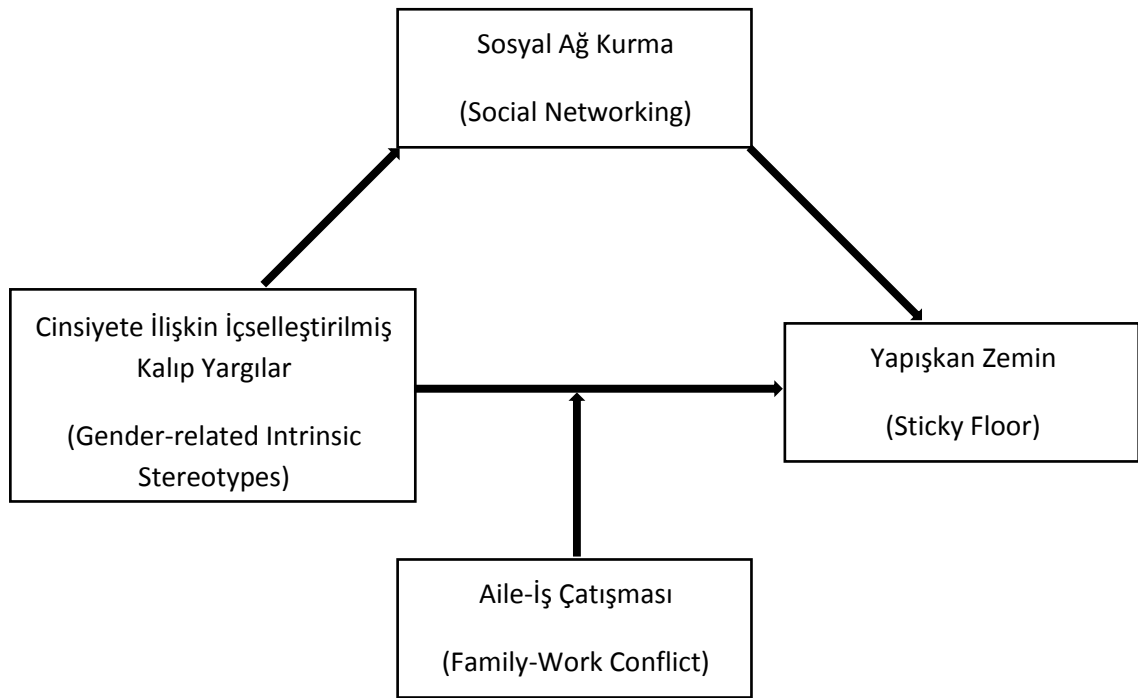 Sosyal Ağ Kurma
(Social Networking)
Cinsiyete İlişkin İçselleştirilmiş
Kalıp Yargılar
(Gender-related Intrinsic
Stereotypes)
Yapışkan Zemin
(Sticky Floor)
Aile-İş Çatışması
(Family-Work Conflict)